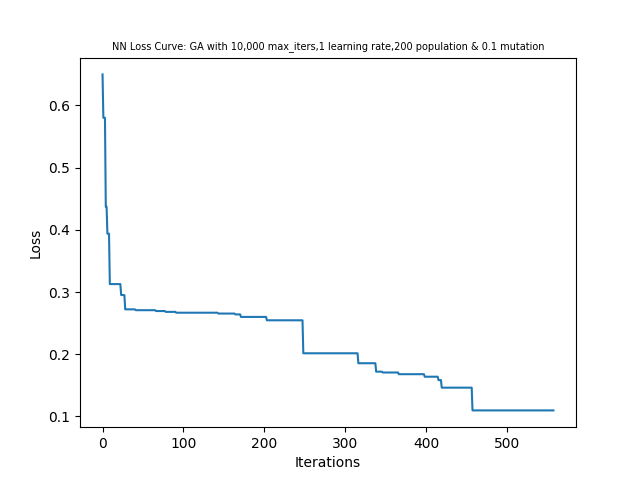 NN Loss Curve: GA with 10,000 max_iters,1 learning rate,200 population & 0.1 mutation
0.6
0.5
0.4
0.3
0.2
0.1
Loss
0 100 200 300 400 500
Iterations